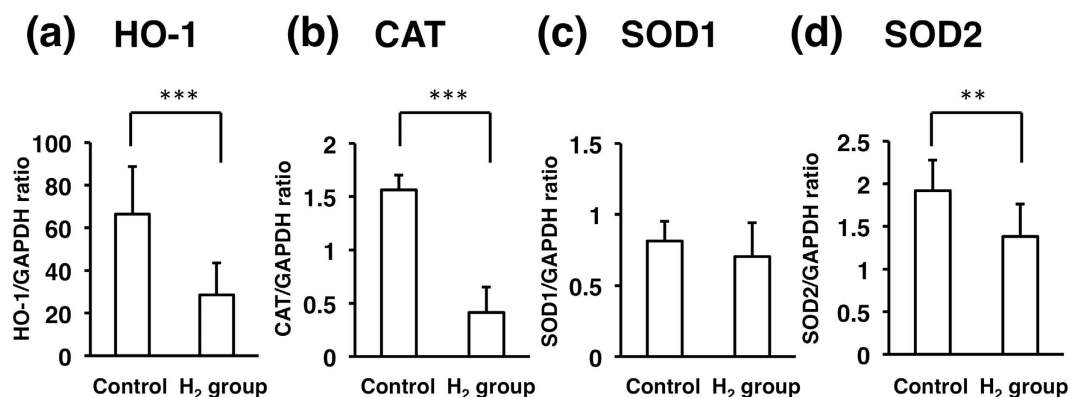 (a) HO-1
(b) CAT
(c) SOD1
(d) SOD2
***
***
**
HO-1/GAPDH ratio
100
80
60
40
20
0
Control H₂ group
CAT/GAPDH ratio
2
1.5
1
0.5
0
Control H₂ group
SOD1/GAPDH ratio
1.5
1
0.5
0
Control H₂ group
SOD2/GAPDH ratio
2.5
2
1.5
1
0.5
0
Control H₂ group